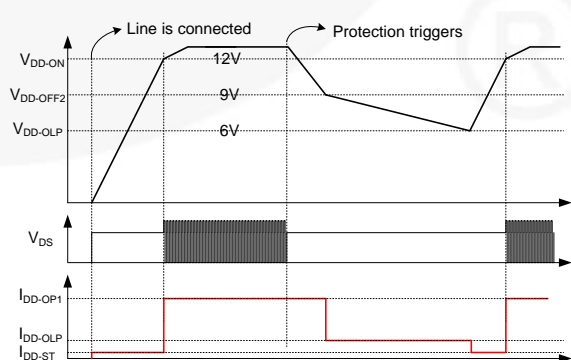 Line is connected
Protection triggers
VDD-ON
12V
VDD-OFF2
9V
VDD-OLP
6V
VDS
IDD-OP1
IDD-OLP
IDD-ST
®